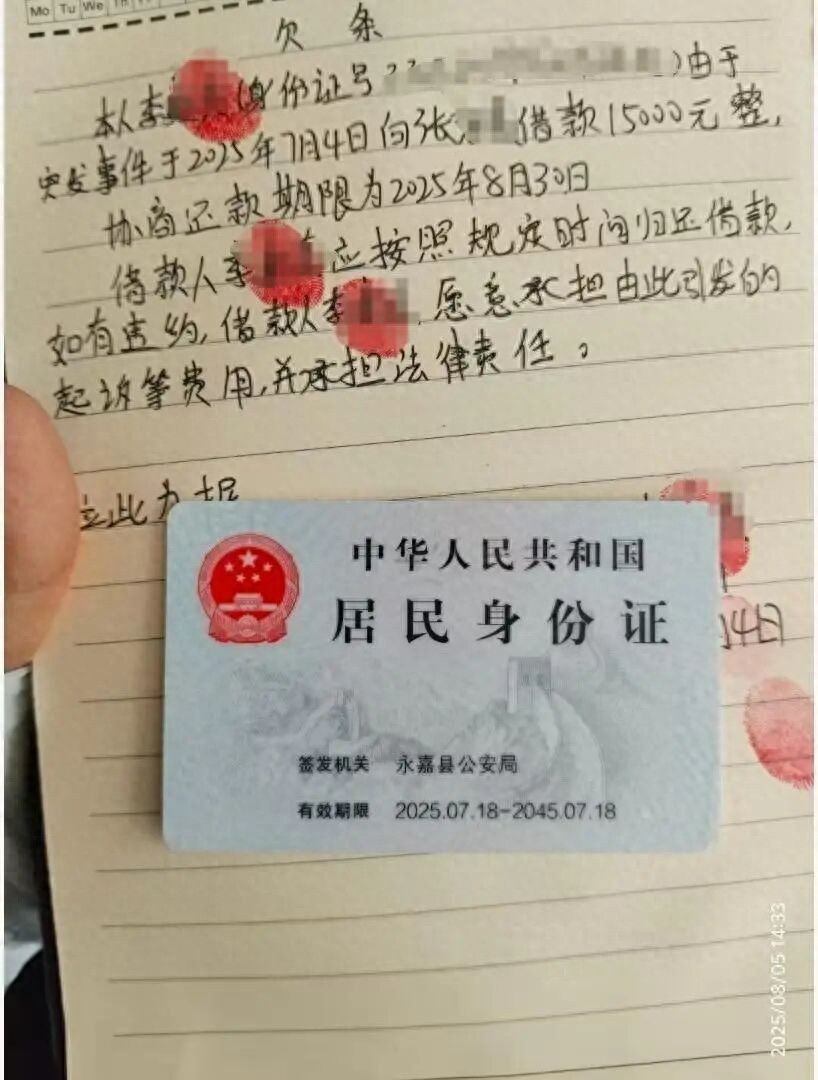 Mo Tu We Th
欠条
本人李 (身份证号 )由于
突发事件于2025年7月4日向张 借款15000元整,
协商还款期限为2025年8月30日
借款人李 应按照规定时间归还借款,
如有违约,借款人李 ,愿意承担由此引发的
起诉等费用,并承担法律责任。
立此为据
中华人民共和国
居民身份证
4日
签发机关 永嘉县公安局
有效期限 2025.07.18-2045.07.18
2025/08/05 14:33